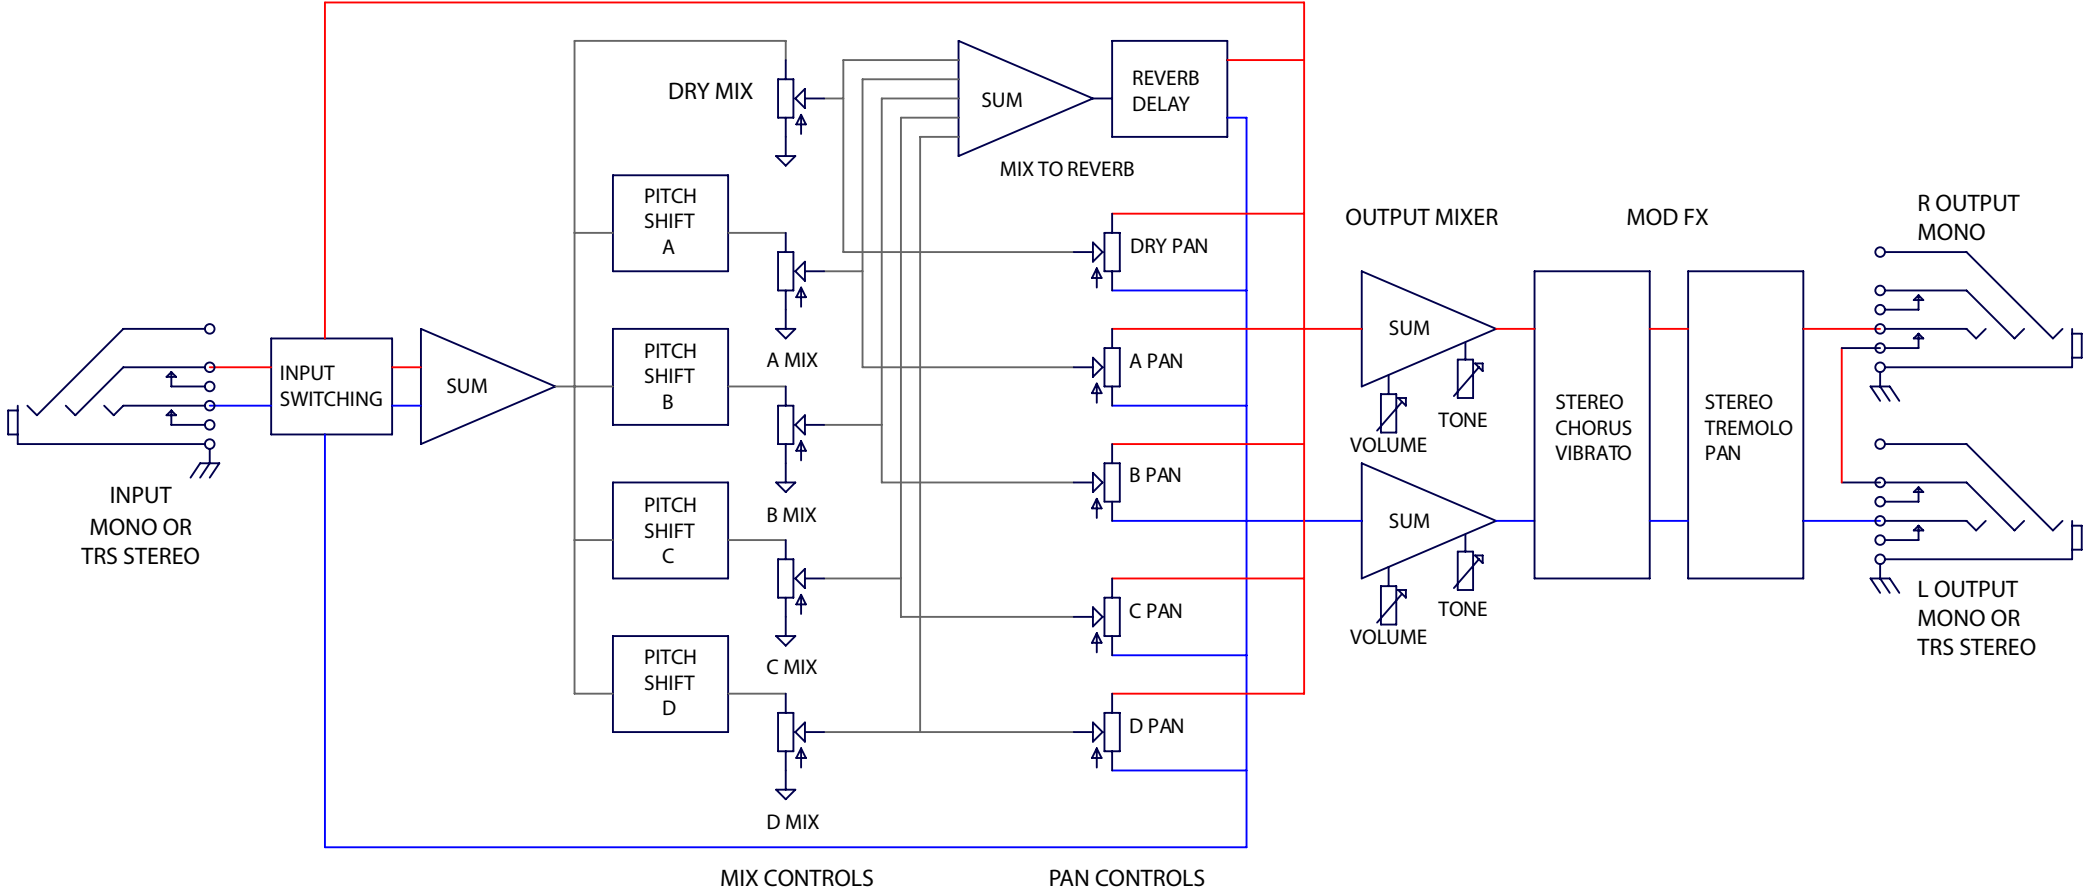 DRY MIX
SUM
REVERB
DELAY
MIX TO REVERB
PITCH
SHIFT
A
A MIX
DRY PAN
OUTPUT MIXER
MOD FX
R OUTPUT
MONO
INPUT
SWITCHING
SUM
PITCH
SHIFT
B
B MIX
A PAN
B PAN
SUM
VOLUME
TONE
STEREO
CHORUS
VIBRATO
STEREO
TREMOLO
PAN
INPUT
MONO OR
TRS STEREO
PITCH
SHIFT
C
C MIX
C PAN
SUM
VOLUME
TONE
L OUTPUT
MONO OR
TRS STEREO
PITCH
SHIFT
D
D MIX
D PAN
MIX CONTROLS
PAN CONTROLS